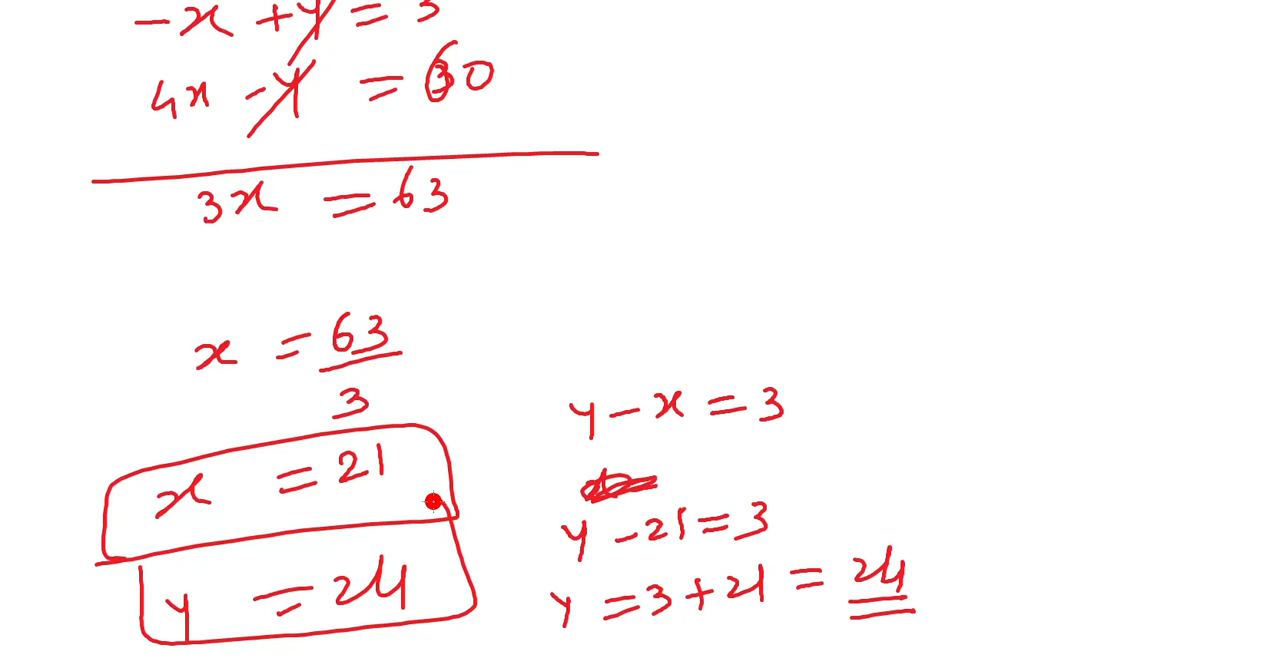 -x + y = 3
4x - y = 60
3x = 63
x = 63/3
x = 21
y = 24
y - x = 3
y - 21 = 3
y = 3 + 21 = 24